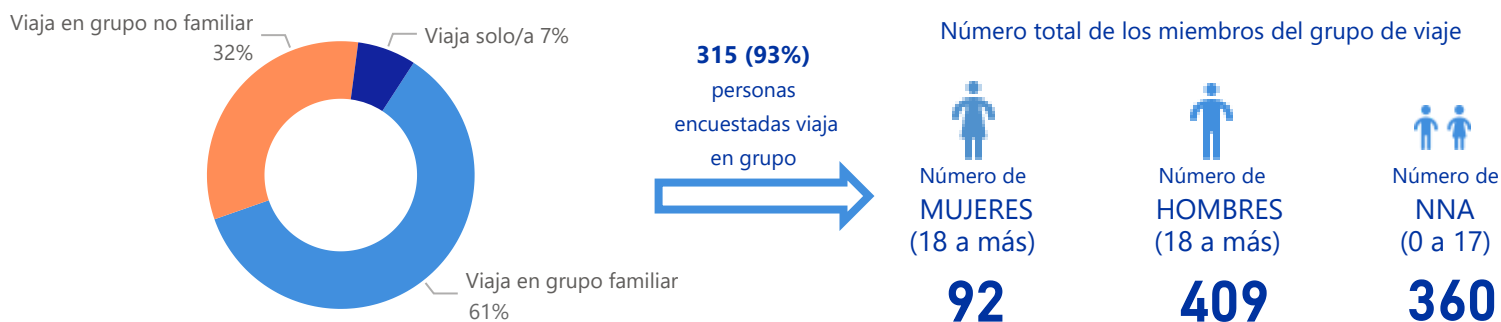 Viaja en grupo no familiar
32%
Viaja solo/a 7%
Viaja en grupo familiar
61%
315 (93%)
personas
encuestadas viaja
en grupo
Número total de los miembros del grupo de viaje
Número de
MUJERES
(18 a más)
92
Número de
HOMBRES
(18 a más)
409
Número de
NNA
(0 a 17)
360